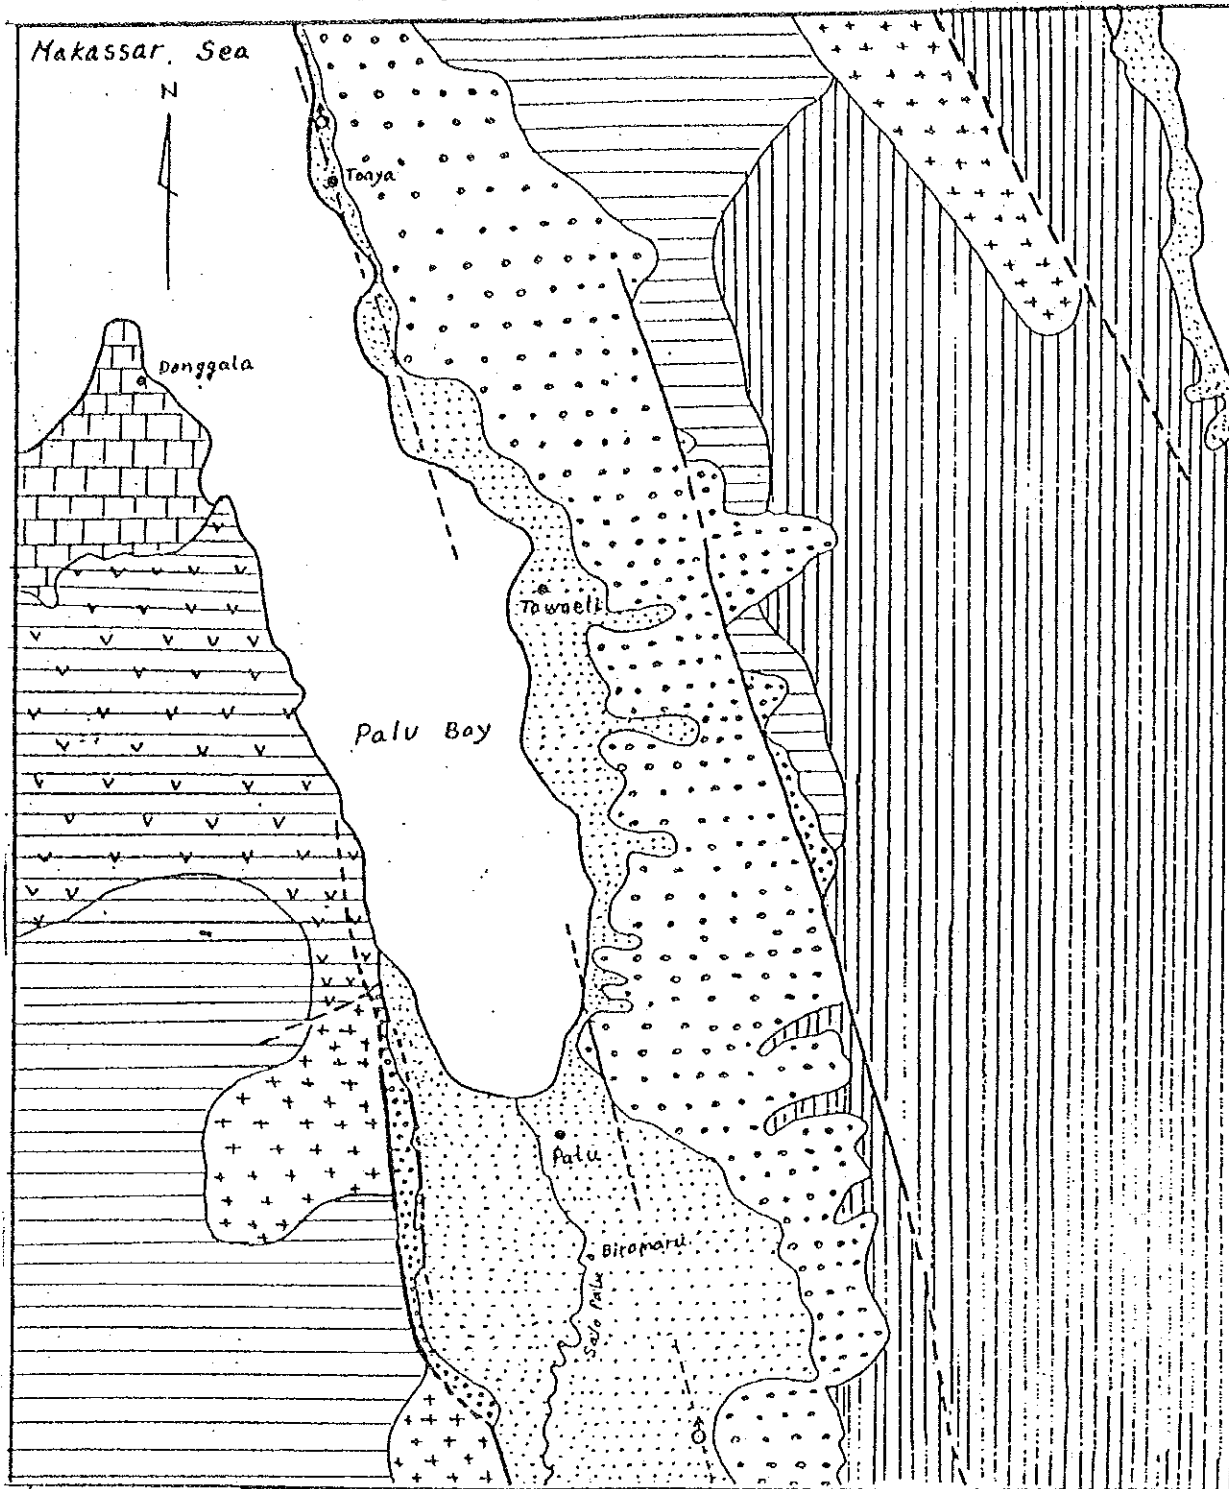 Makassar Sea
N
Toaya
Donggala
Tawaeli
Palu Bay
Palu
Biromaru
Salo Palu